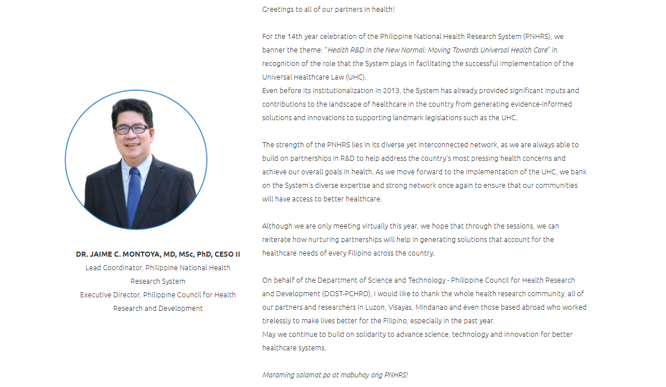 Greetings to all of our partners in health!
For the 14th year celebration of the Philippine National Health Research System (PNHRS), we
banner the theme: "Health R&D in the New Normal: Moving Towards Universal Health Care" in
recognition of the role that the System plays in facilitating the successful implementation of the
Universal Healthcare Law (UHC).
Even before its institutionalization in 2013, the System has already provided significant inputs and
contributions to the landscape of healthcare in the country from generating evidence-informed
solutions and innovations to supporting landmark legislations such as the UHC.
The strength of the PNHRS lies in its diverse yet interconnected network, as we are always able to
build on partnerships in R&D to help address the country's most pressing health concerns and
achieve our overall goals in health. As we move forward to the implementation of the UHC, we bank
on the System's diverse expertise and strong network once again to ensure that our communities
will have access to better healthcare.
Although we are only meeting virtually this year, we hope that through the sessions, we can
reiterate how nurturing partnerships will help in generating solutions that account for the
healthcare needs of every Filipino across the country.
On behalf of the Department of Science and Technology - Philippine Council for Health Research
and Development (DOST-PCHRD), I would like to thank the whole health research community, all of
our partners and researchers in Luzon, Visayas, Mindanao and even those based abroad who worked
tirelessly to make lives better for the Filipino, especially in the past year.
May we continue to build on solidarity to advance science, technology and innovation for better
healthcare systems.
Maraming salamat po at mabuhay ang PNHRS!
DR. JAIME C. MONTOYA, MD, MSc, PhD, CESO II
Lead Coordinator, Philippine National Health
Research System
Executive Director, Philippine Council for Health
Research and Development